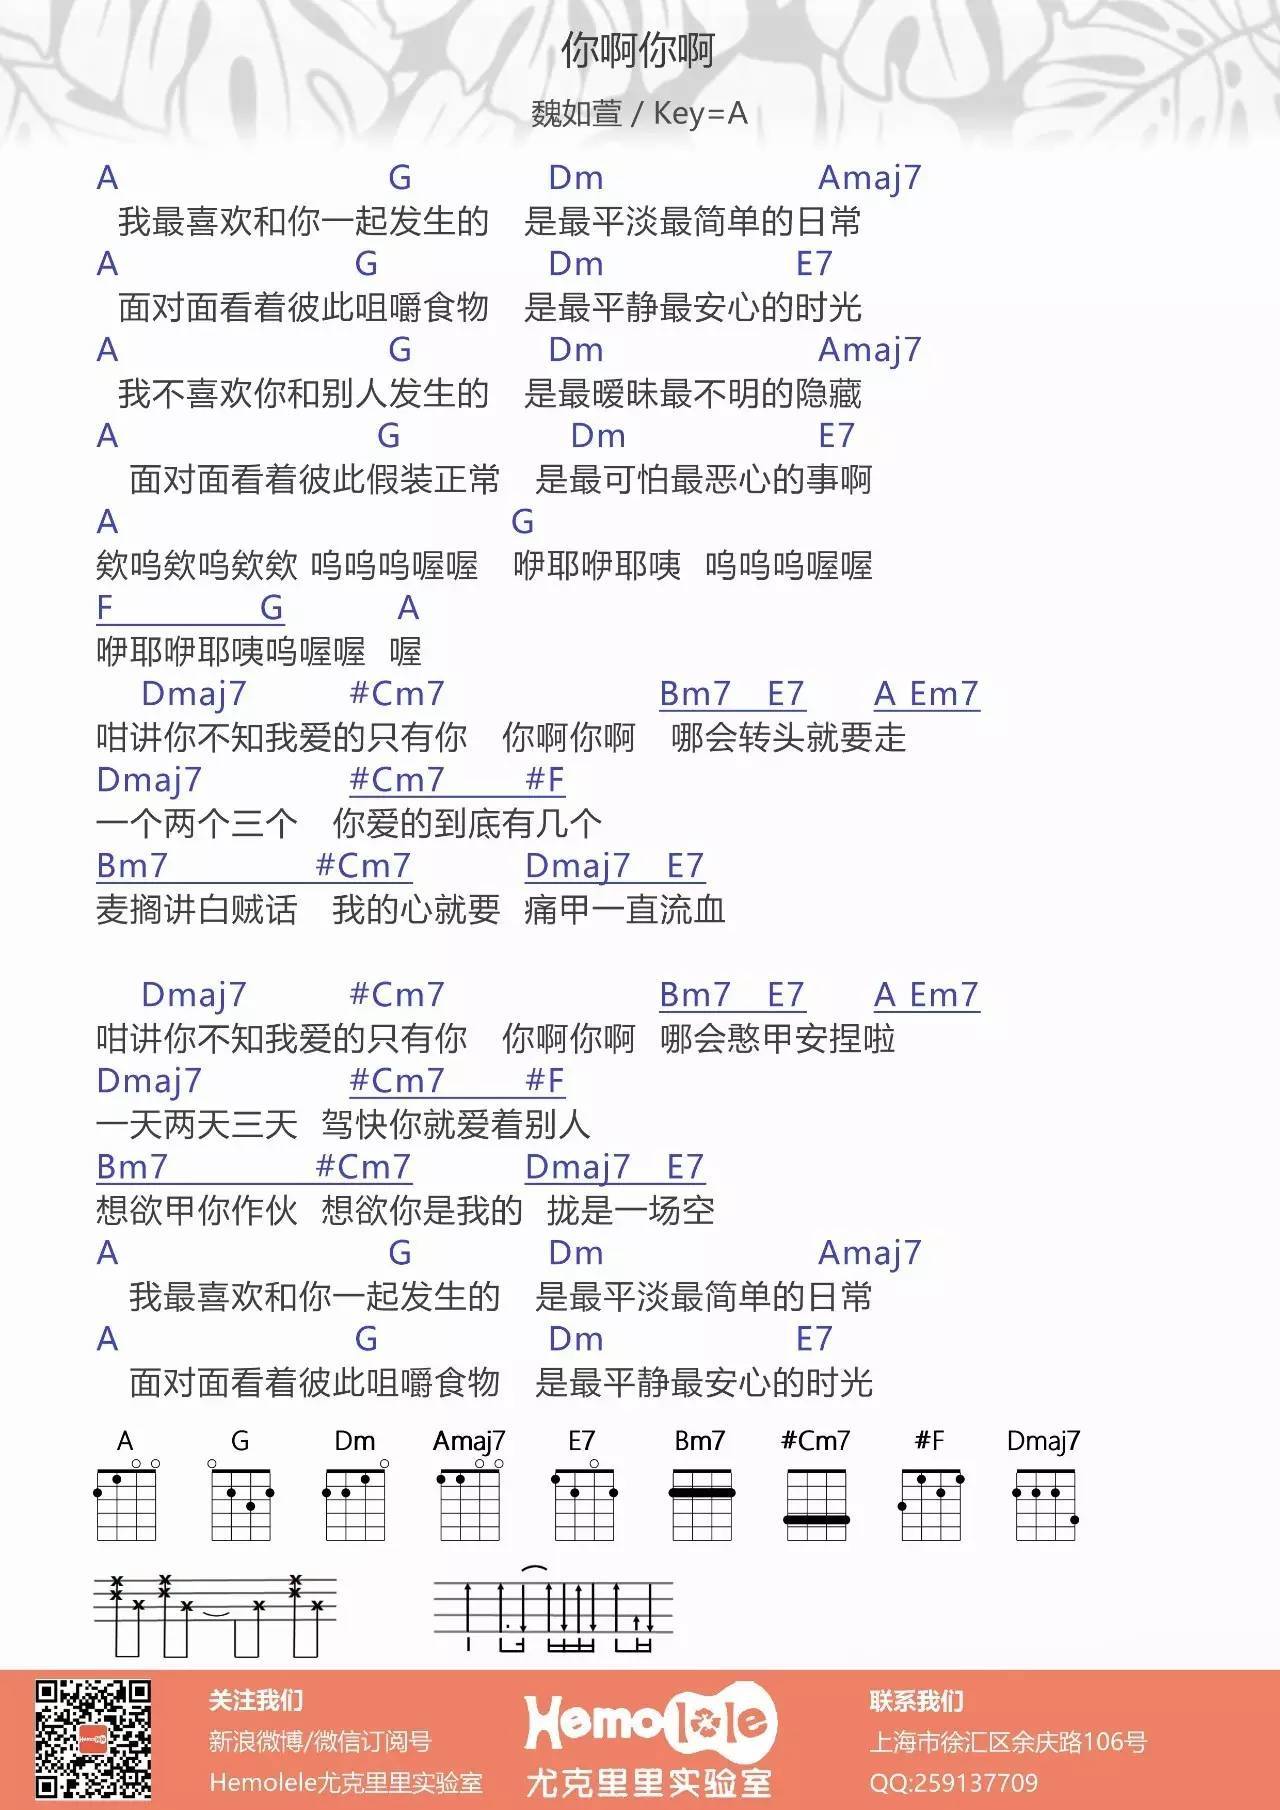 你啊你啊
魏如萱 / Key=A
A G Dm Amaj7
我最喜欢和你一起发生的 是最平淡最简单的日常
A G Dm E7
面对面看着彼此咀嚼食物 是最平静最安心的时光
A G Dm Amaj7
我不喜欢你和别人发生的 是最暧昧最不明的隐藏
A G Dm E7
面对面看着彼此假装正常 是最可怕最恶心的事啊
A G
欸呜欸呜欸欸 呜呜呜喔喔 咿耶咿耶咦 呜呜呜喔喔
F G A
咿耶咿耶咦呜喔喔 喔
Dmaj7 #Cm7 Bm7 E7 A Em7
咁讲你不知我爱的只有你 你啊你啊 哪会转头就要走
Dmaj7 #Cm7 #F
一个两个三个 你爱的到底有几个
Bm7 #Cm7 Dmaj7 E7
麦搁讲白贼话 我的心就要 痛甲一直流血
Dmaj7 #Cm7 Bm7 E7 A Em7
咁讲你不知我爱的只有你 你啊你啊 哪会憨甲安捏啦
Dmaj7 #Cm7 #F
一天两天三天 驾快你就爱着别人
Bm7 #Cm7 Dmaj7 E7
想欲甲你作伙 想欲你是我的 拢是一场空
A G Dm Amaj7
我最喜欢和你一起发生的 是最平淡最简单的日常
A G Dm E7
面对面看着彼此咀嚼食物 是最平静最安心的时光
A G Dm Amaj7 E7 Bm7 #Cm7 #F Dmaj7
关注我们
新浪微博/微信订阅号
Hemolele尤克里里实验室
Hemolele
尤克里里实验室
联系我们
上海市徐汇区余庆路106号
QQ:259137709